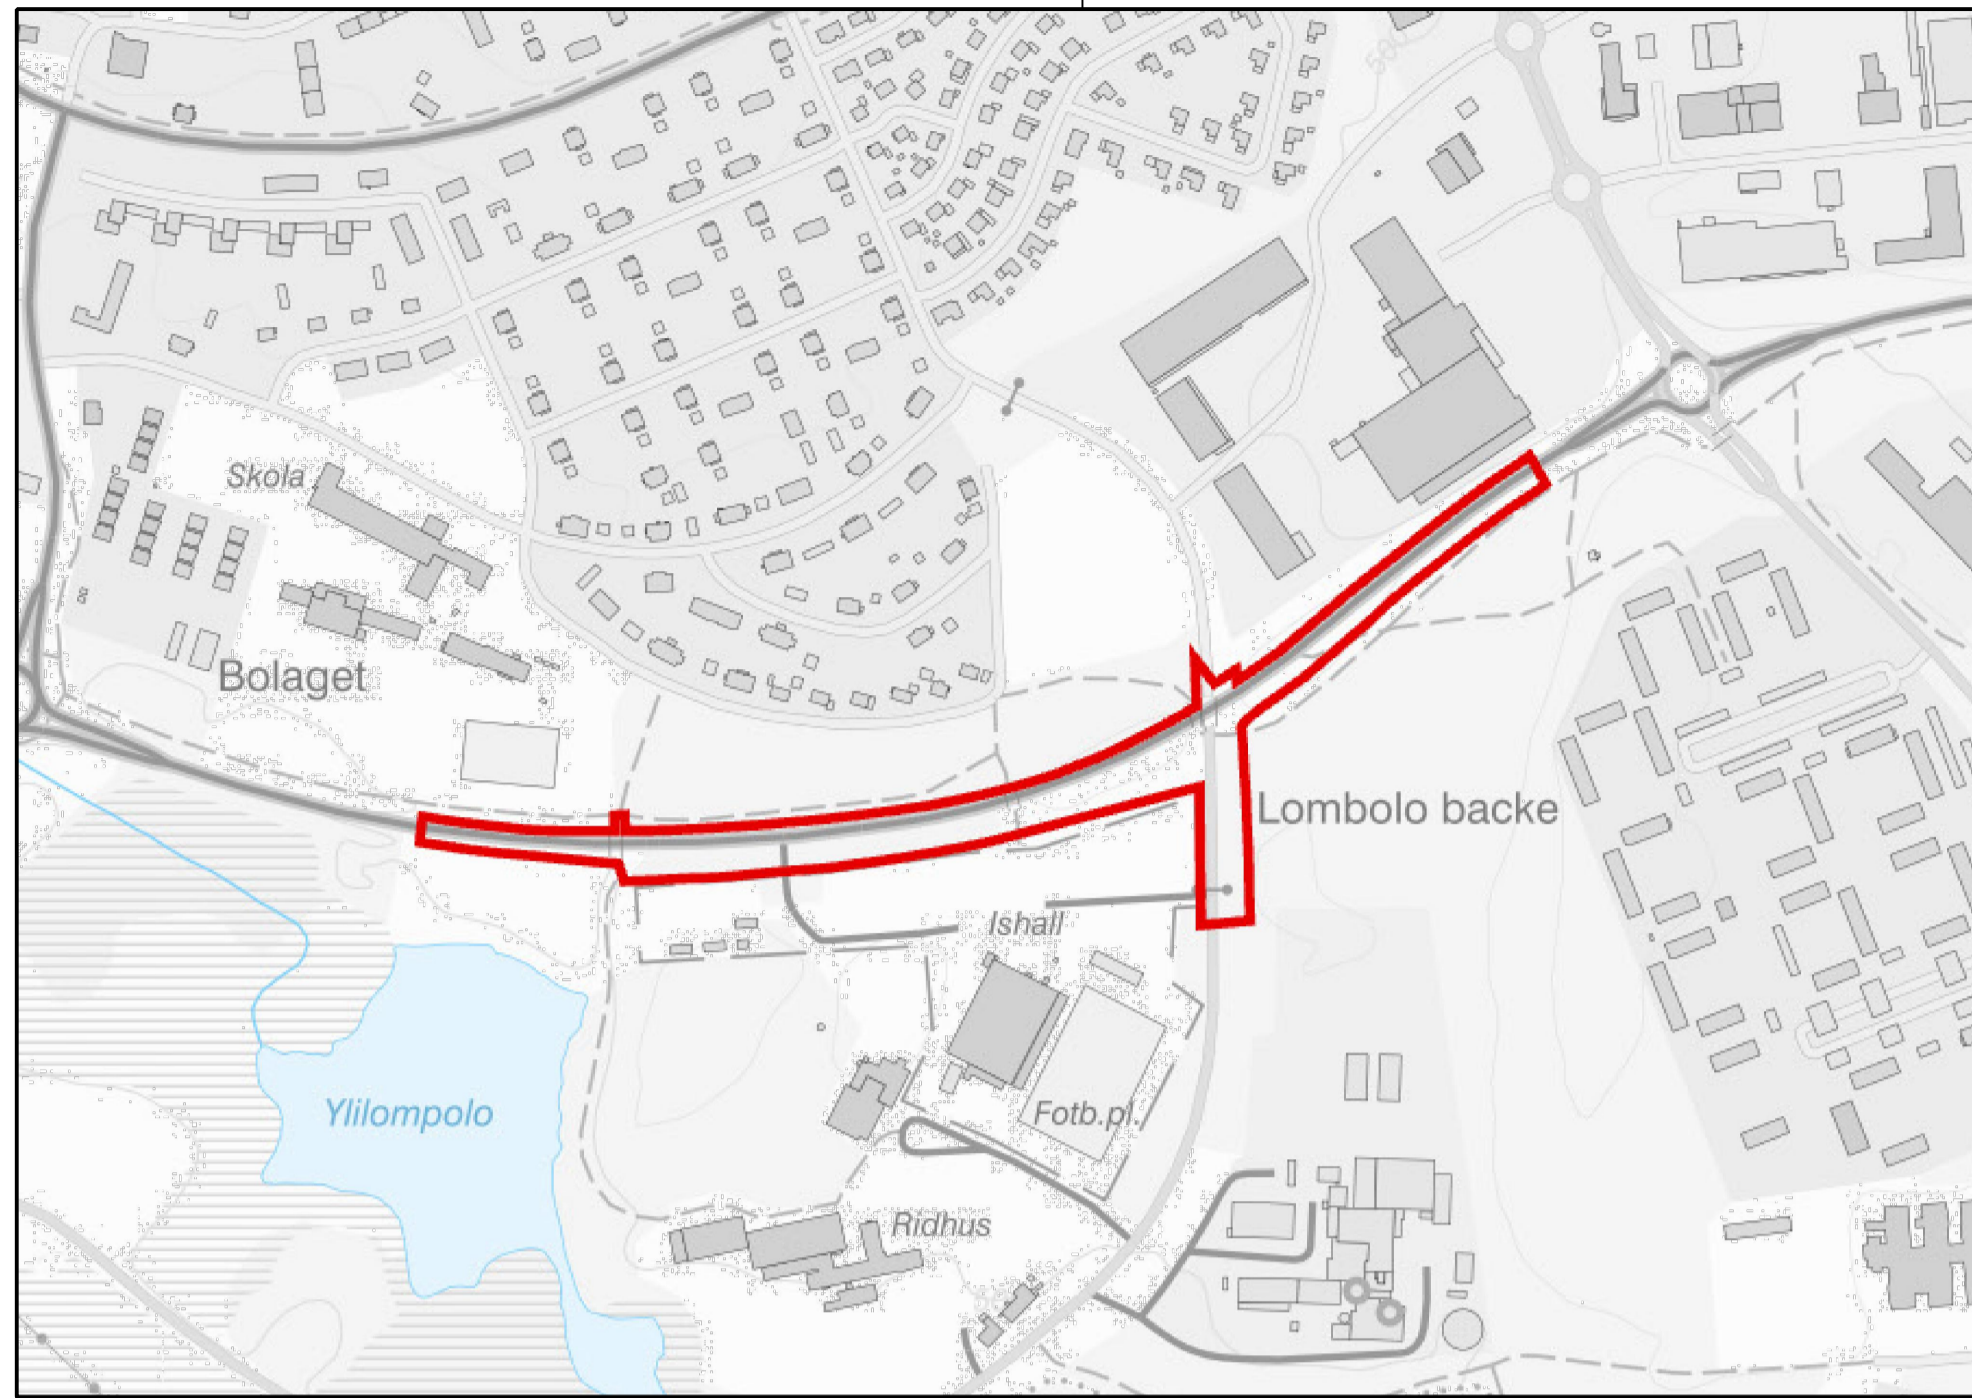 Skola
Bolaget
Lombolo backe
Ishall
Ylilompolo
Fotb.pl.
Ridhus